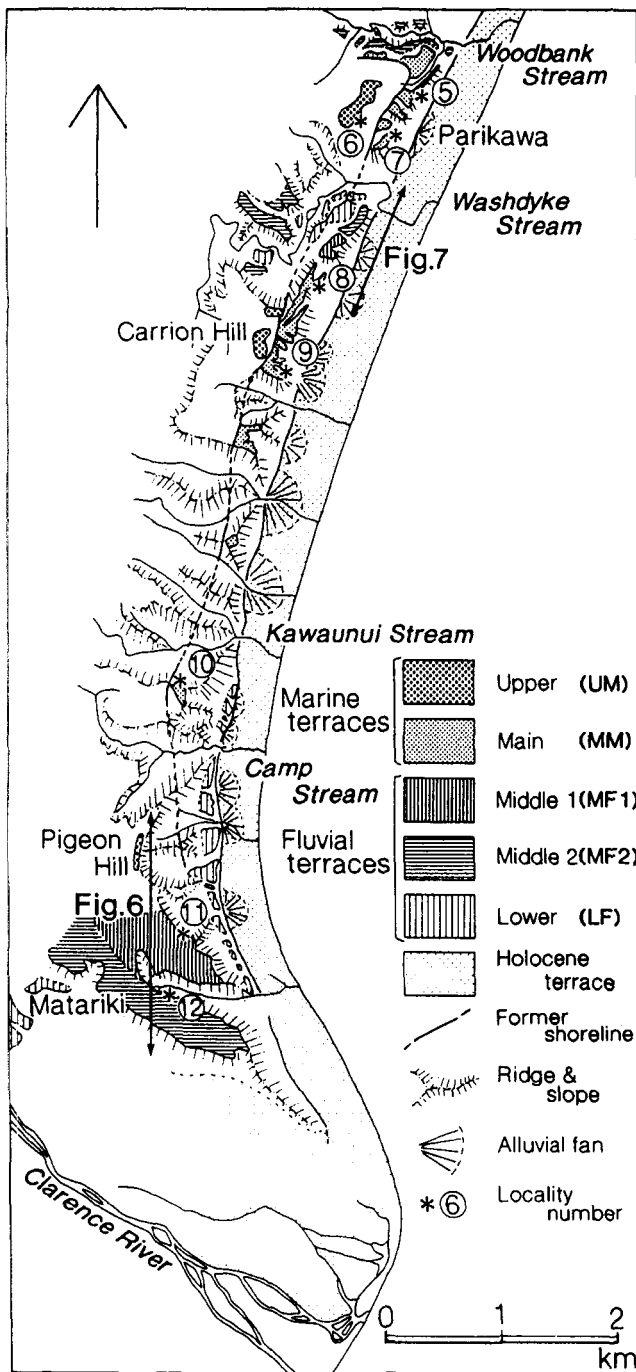 Woodbank
Stream
⑤
⑥
Parikawa
⑦
Washdyke
Stream
Fig.7
⑧
Carrion Hill
⑨
Kawaunui Stream
⑩
Marine
terraces
Upper (UM)
Main (MM)
Camp
Stream
Fluvial
terraces
Middle 1(MF1)
Middle 2(MF2)
Lower (LF)
Pigeon
Hill
Fig.6
⑪
Holocene
terrace
Matariki
⑫
Former
shoreline
Ridge &
slope
Alluvial fan
*⑥ Locality
number
Clarence River
0 2
km